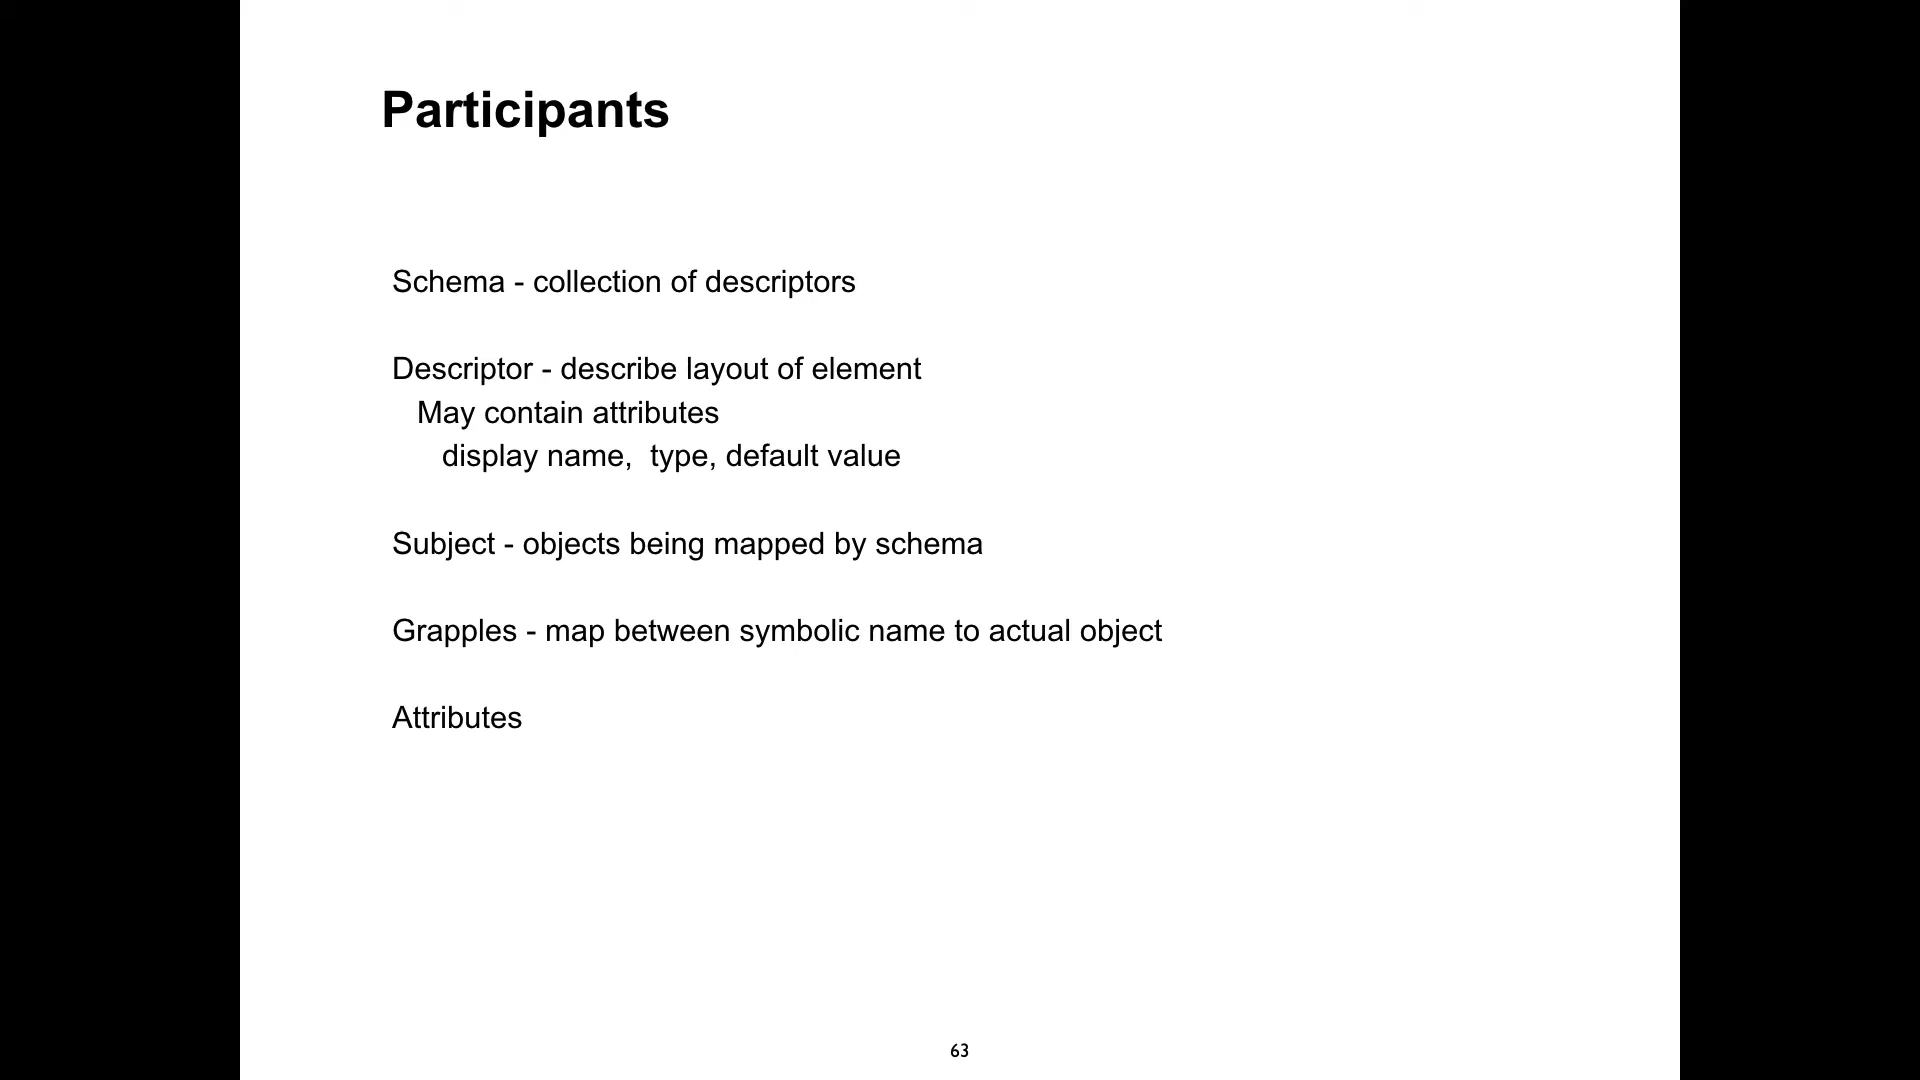 Participants
Schema - collection of descriptors
Descriptor - describe layout of element
May contain attributes
display name,  type, default value
Subject - objects being mapped by schema
Grapples - map between symbolic name to actual object
Attributes
63